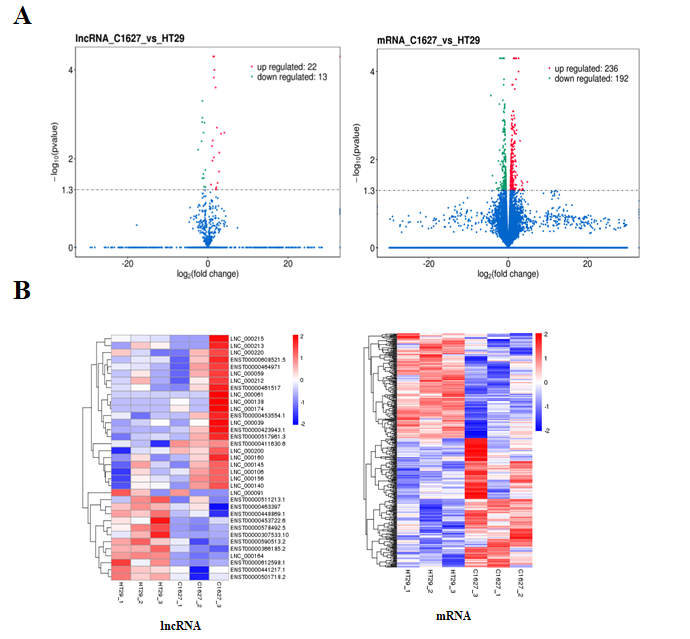 A
lncRNA_C1627_vs_HT29
up regulated: 22
down regulated: 13
−log10(pvalue)
4
2
1.3
0
-20
0
20
log2(fold change)
mRNA_C1627_vs_HT29
up regulated: 236
down regulated: 192
−log10(pvalue)
4
2
1.3
0
-20
0
20
log2(fold change)
B
LNC_000215
LNC_000213
LNC_000220
ENST00000608521.5
ENST00000464971
LNC_000059
LNC_000212
ENST00000461517
LNC_000061
LNC_000138
LNC_000174
ENST00000453554.1
LNC_000039
ENST00000423943.1
ENST00000517961.3
ENST00000411630.6
LNC_000200
LNC_000160
LNC_000145
LNC_000106
LNC_000156
LNC_000140
LNC_000091
ENST00000511213.1
ENST00000463397
ENST00000448869.1
ENST00000453722.6
ENST00000578492.5
ENST00000307533.10
ENST00000590513.2
ENST00000366185.2
LNC_000164
ENST00000612598.1
ENST00000441217.1
ENST00000501718.2
2
1
0
-1
-2
HT29_1
HT29_2
HT29_3
C1627_1
C1627_2
C1627_3
lncRNA
2
1
0
-1
-2
HT29_1
HT29_2
HT29_3
C1627_3
C1627_1
C1627_2
mRNA